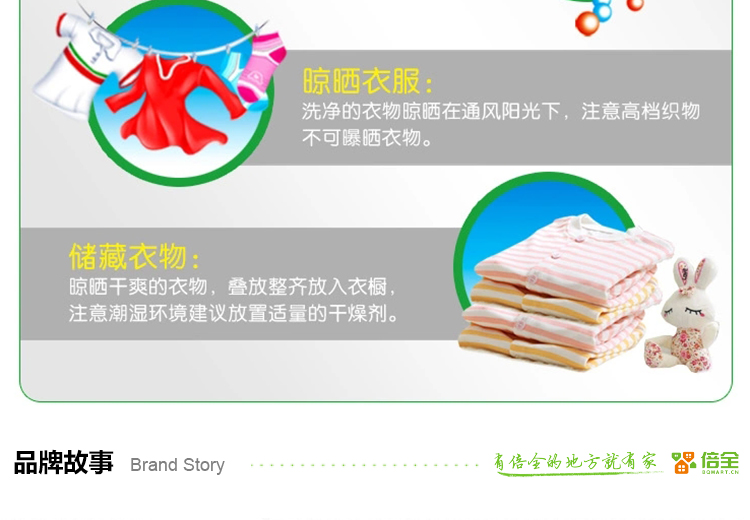 晾晒衣服：
洗净的衣物晾晒在通风阳光下，注意高档织物
不可曝晒衣物。
储藏衣物：
晾晒干爽的衣物，叠放整齐放入衣橱，
注意潮湿环境建议放置适量的干燥剂。
品牌故事 Brand Story 有倍全的地方就有家 倍全
BGMART.CN